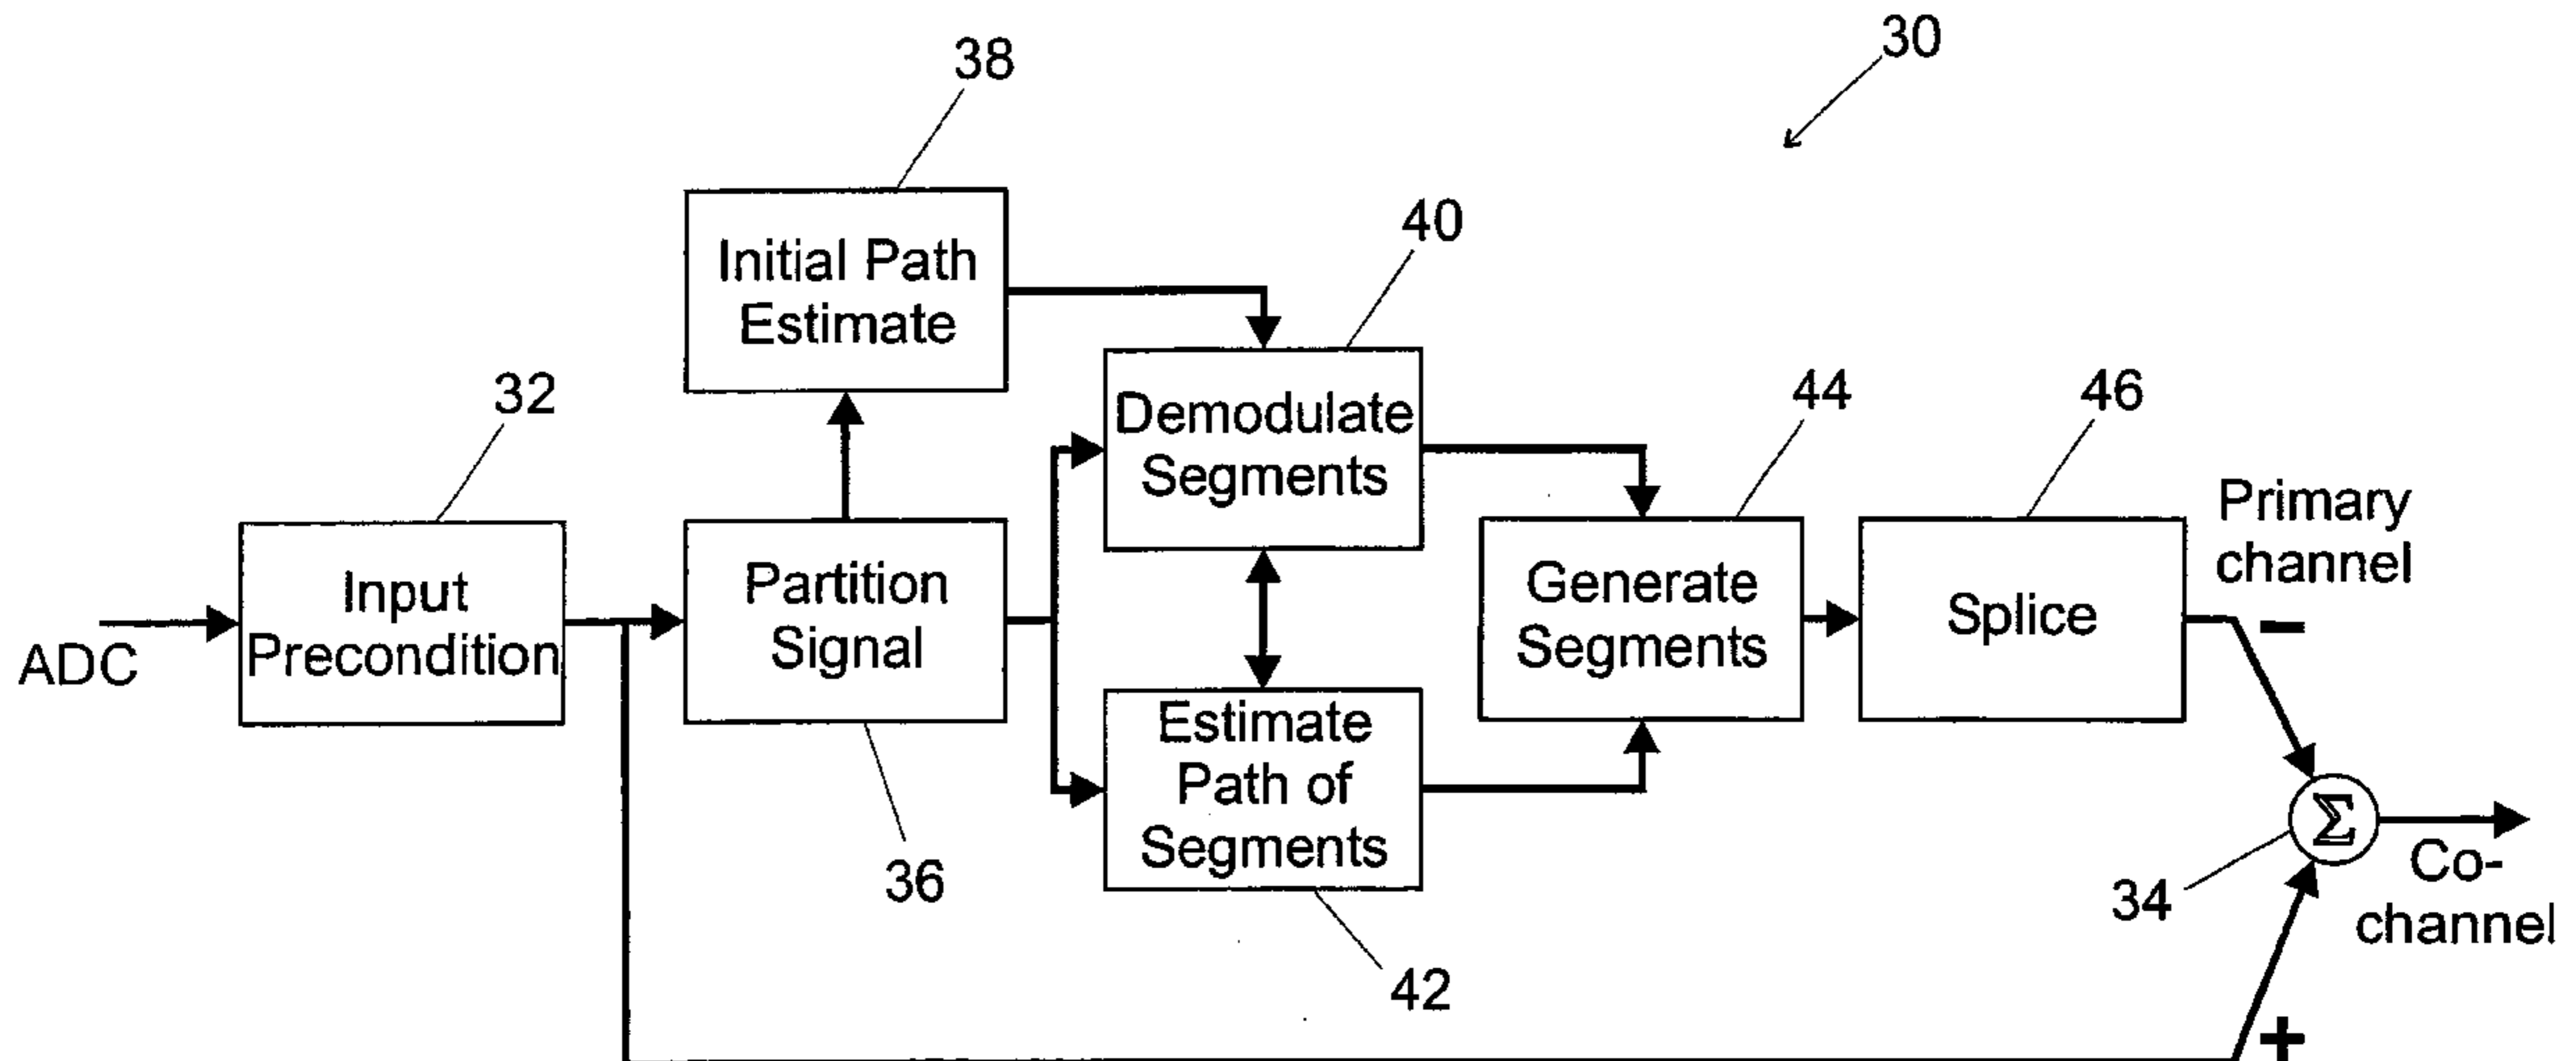 30
38
Initial Path
Estimate
40
32
Demodulate
Segments
44
46
Primary
channel
−
ADC
Input
Precondition
Partition
Signal
36
Estimate
Path of
Segments
42
Generate
Segments
Splice
Σ
34
Co-
channel
+